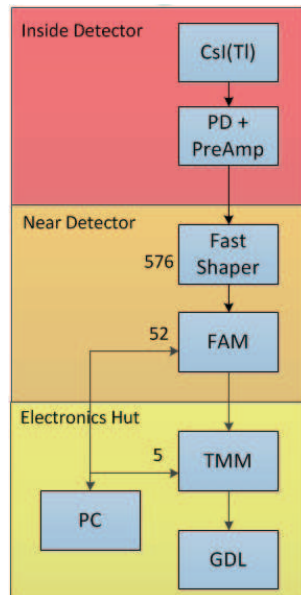 Inside Detector
CsI(Tl)
PD +
PreAmp
Near Detector
576
Fast
Shaper
52
FAM
Electronics Hut
5
TMM
PC
GDL